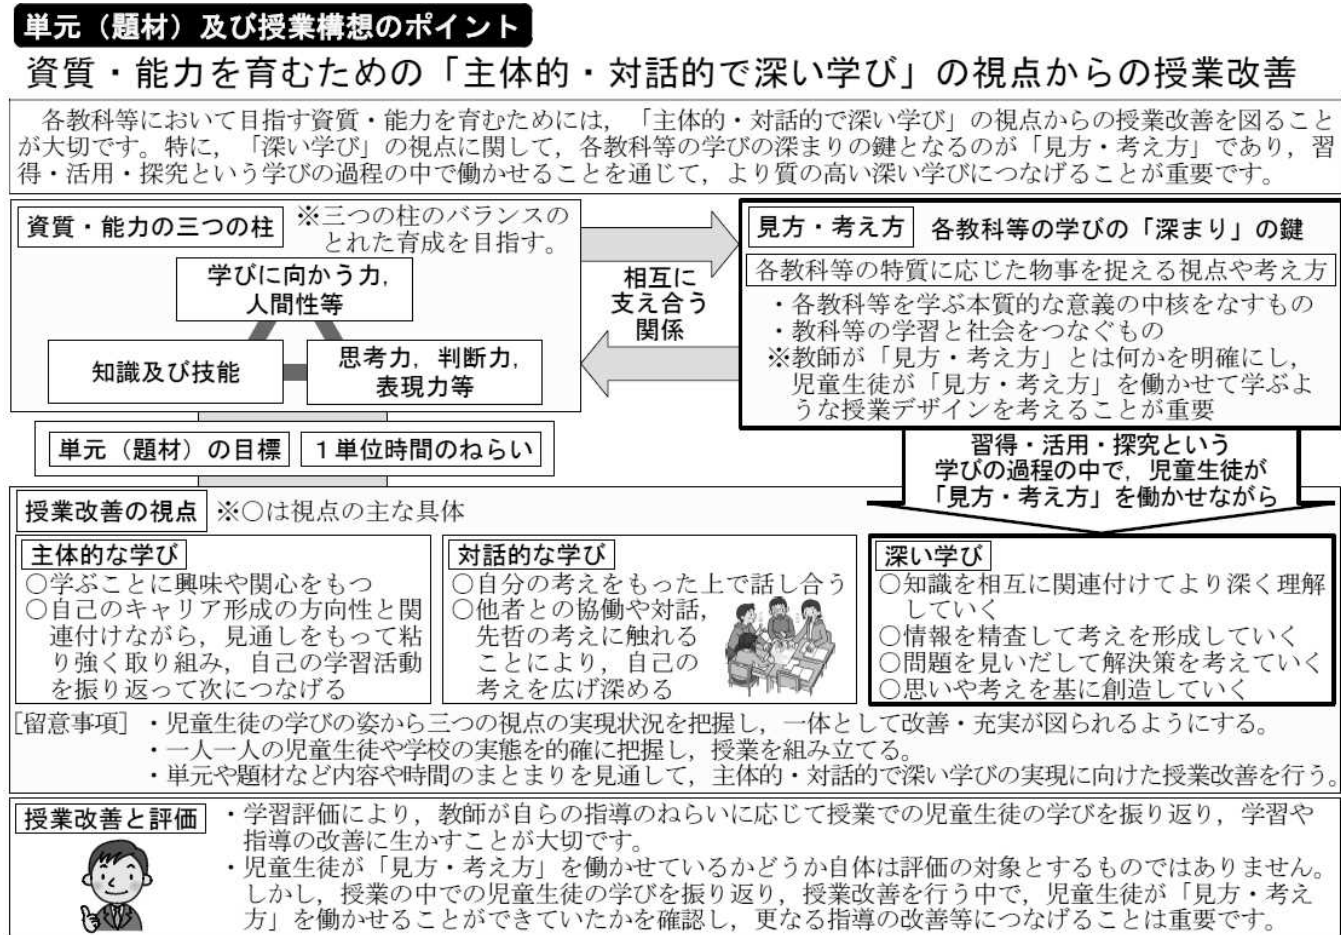 単元（題材）及び授業構想のポイント
資質・能力を育むための「主体的・対話的で深い学び」の視点からの授業改善
各教科等において目指す資質・能力を育むためには，「主体的・対話的で深い学び」の視点からの授業改善を図ること
が大切です。特に，「深い学び」の視点に関して，各教科等の学びの深まりの鍵となるのが「見方・考え方」であり，習
得・活用・探究という学びの過程の中で働かせることを通じて，より質の高い深い学びにつなげることが重要です。
資質・能力の三つの柱
※三つの柱のバランスの
とれた育成を目指す。
学びに向かう力，
人間性等
知識及び技能
思考力，判断力，
表現力等
相互に
支え合う
関係
見方・考え方
各教科等の学びの「深まり」の鍵
各教科等の特質に応じた物事を捉える視点や考え方
・各教科等を学ぶ本質的な意義の中核をなすもの
・教科等の学習と社会をつなぐもの
※教師が「見方・考え方」とは何かを明確にし，
児童生徒が「見方・考え方」を働かせて学ぶよ
うな授業デザインを考えることが重要
単元（題材）の目標
１単位時間のねらい
習得・活用・探究という
学びの過程の中で，児童生徒が
「見方・考え方」を働かせながら
授業改善の視点
※○は視点の主な具体
主体的な学び
○学ぶことに興味や関心をもつ
○自己のキャリア形成の方向性と関
連付けながら，見通しをもって粘
り強く取り組み，自己の学習活動
を振り返って次につなげる
対話的な学び
○自分の考えをもった上で話し合う
○他者との協働や対話，
先哲の考えに触れる
ことにより，自己の
考えを広げ深める
深い学び
○知識を相互に関連付けてより深く理解
していく
○情報を精査して考えを形成していく
○問題を見いだして解決策を考えていく
○思いや考えを基に創造していく
［留意事項］・児童生徒の学びの姿から三つの視点の実現状況を把握し，一体として改善・充実が図られるようにする。
・一人一人の児童生徒や学校の実態を的確に把握し，授業を組み立てる。
・単元や題材など内容や時間のまとまりを見通して，主体的・対話的で深い学びの実現に向けた授業改善を行う。
授業改善と評価
・学習評価により，教師が自らの指導のねらいに応じて授業での児童生徒の学びを振り返り，学習や
指導の改善に生かすことが大切です。
・児童生徒が「見方・考え方」を働かせているかどうか自体は評価の対象とするものではありません。
しかし，授業の中での児童生徒の学びを振り返り，授業改善を行う中で，児童生徒が「見方・考え
方」を働かせることができていたかを確認し，更なる指導の改善等につなげることは重要です。